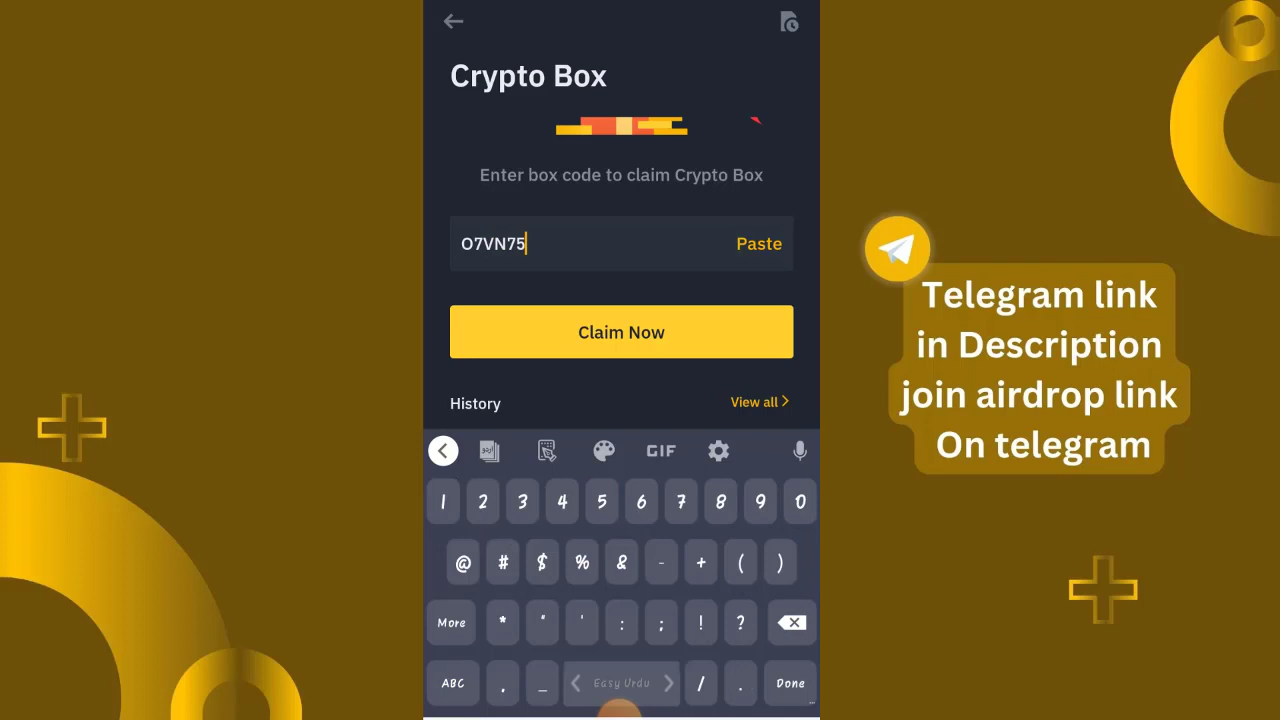 Crypto Box
Enter box code to claim Crypto Box
O7VN75
Paste
Claim Now
History
View all
Telegram link
in Description
join airdrop link
On telegram
GIF
1 2 3 4 5 6 7 8 9 0
@ # $ % & - + ( )
More * " ' : ; ! ?
ABC , _ Easy Urdu / . Done